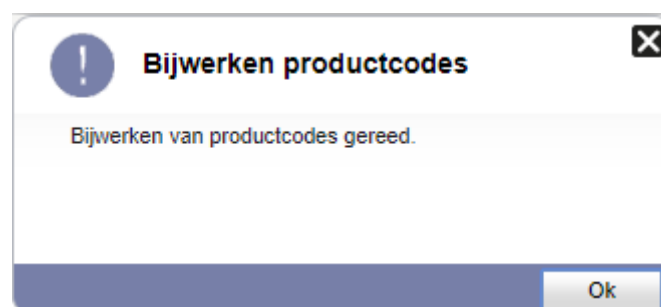 Bijwerken productcodes
Bijwerken van productcodes gereed.
Ok